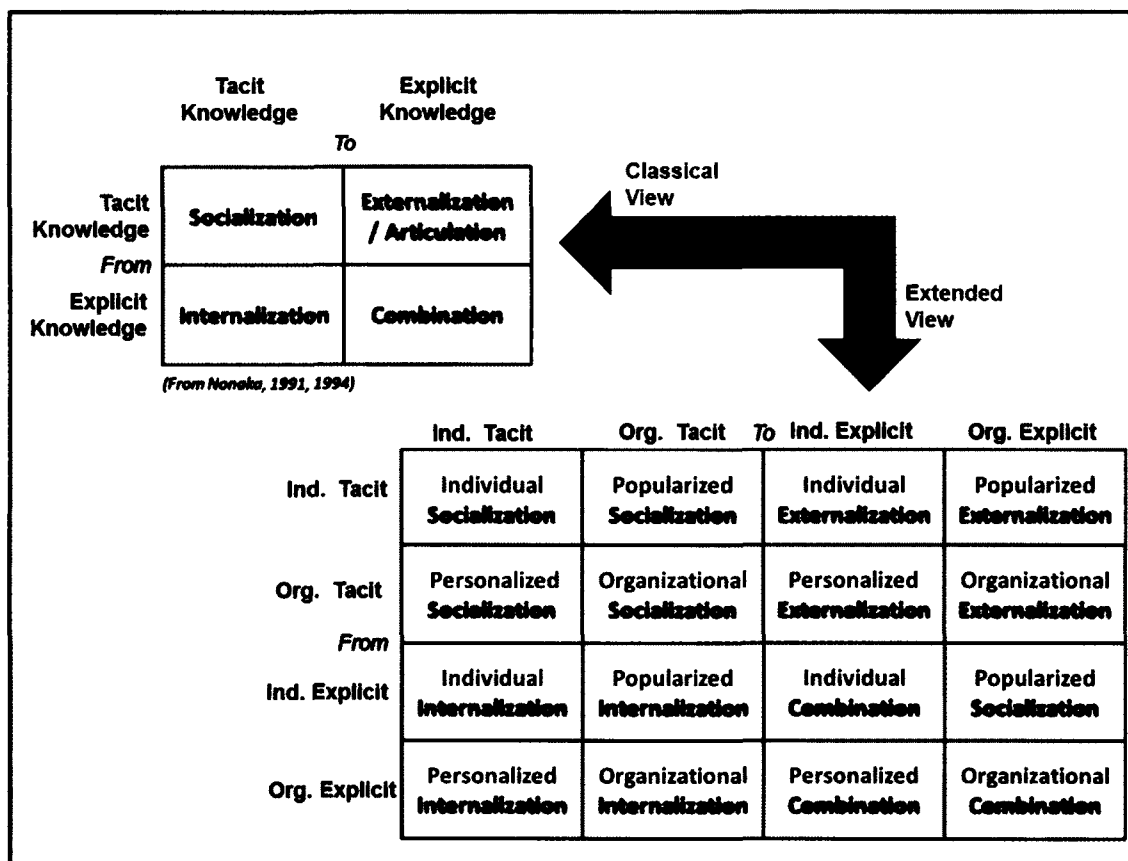 Tacit
Knowledge
Explicit
Knowledge
To
Tacit
Knowledge
From
Explicit
Knowledge
Socialization
Externalization
/ Articulation
Internalization
Combination
(From Nonaka, 1991, 1994)
Classical
View
Extended
View
Ind. Tacit
Org. Tacit
To
Ind. Explicit
Org. Explicit
Ind. Tacit
Individual
Socialization
Popularized
Socialization
Individual
Externalization
Popularized
Externalization
Org. Tacit
Personalized
Socialization
Organizational
Socialization
Personalized
Externalization
Organizational
Externalization
From
Ind. Explicit
Individual
Internalization
Popularized
Internalization
Individual
Combination
Popularized
Socialization
Org. Explicit
Personalized
Internalization
Organizational
Internalization
Personalized
Combination
Organizational
Combination